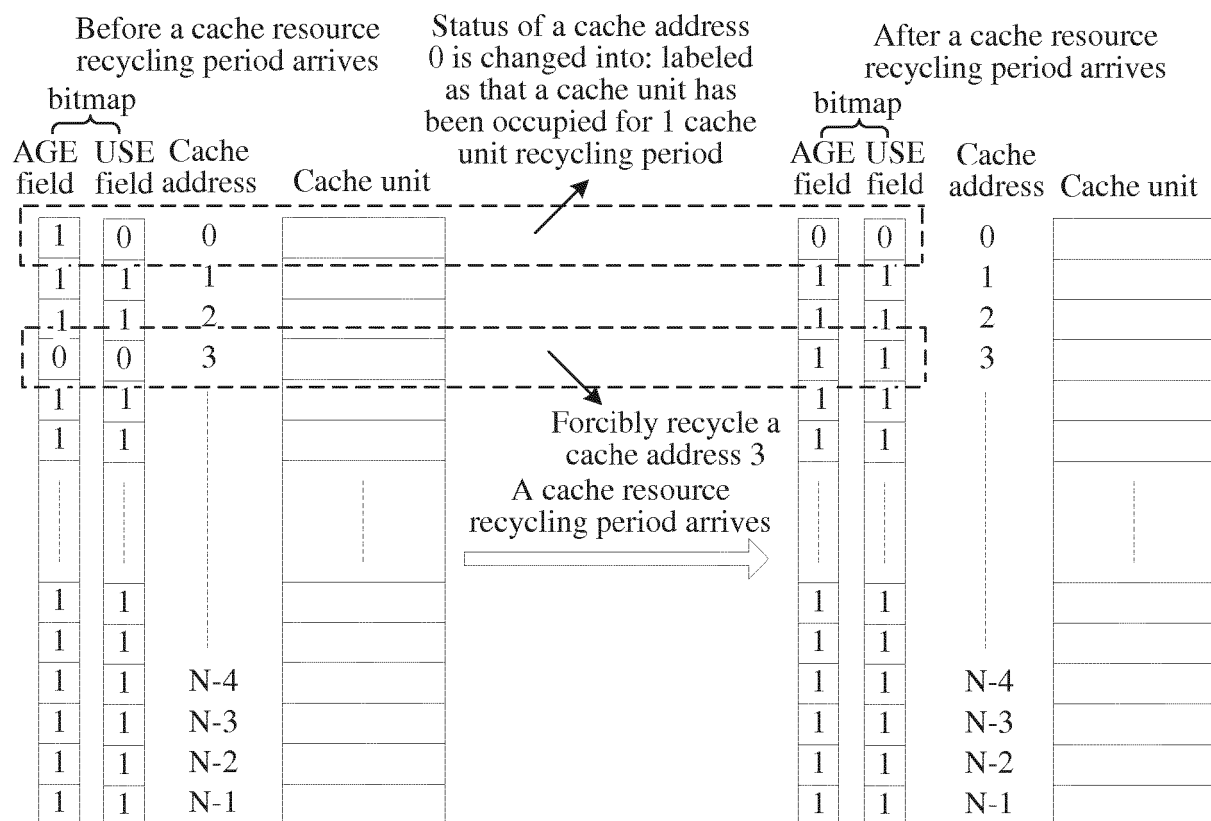 Before a cache resource
recycling period arrives
bitmap
AGE USE Cache
field field address Cache unit
1 0 0
1 1 1
1 1 2
0 0 3
1 1
1 1
1 1
1 1
1 1 N-4
1 1 N-3
1 1 N-2
1 1 N-1
Status of a cache address
0 is changed into: labeled
as that a cache unit has
been occupied for 1 cache
unit recycling period
Forcibly recycle a
cache address 3
A cache resource
recycling period arrives
After a cache resource
recycling period arrives
bitmap
AGE USE Cache
field field address Cache unit
0 0 0
1 1 1
1 1 2
1 1 3
1 1
1 1
1 1
1 1
1 1 N-4
1 1 N-3
1 1 N-2
1 1 N-1